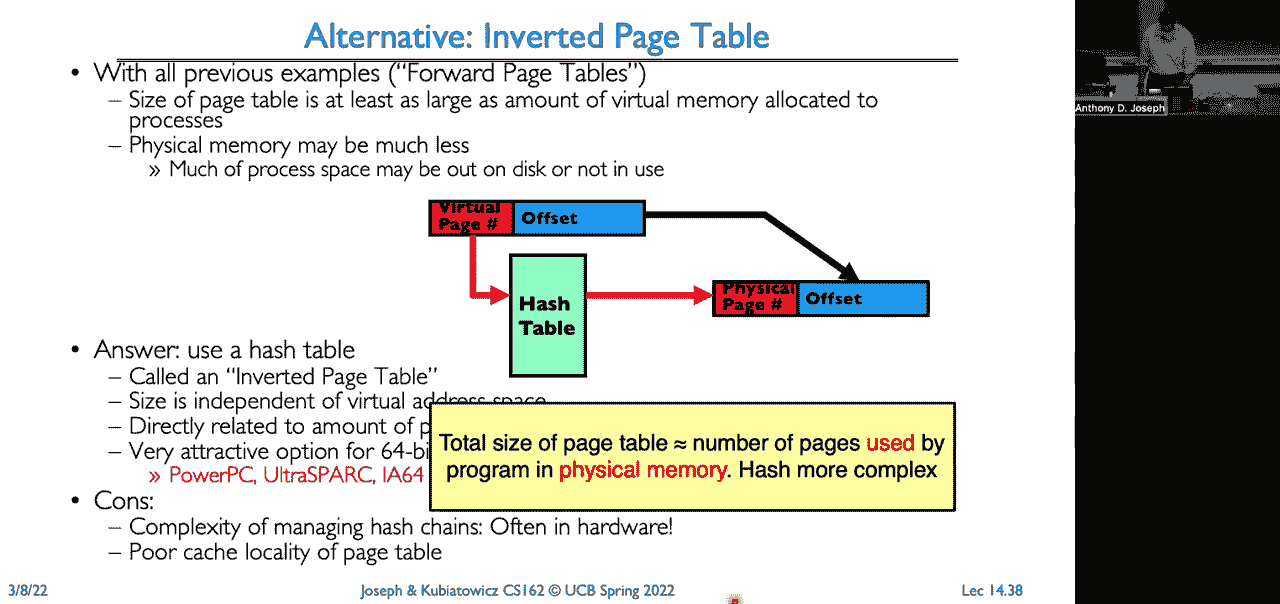 Alternative: Inverted Page Table
• With all previous examples (“Forward Page Tables”)
– Size of page table is at least as large as amount of virtual memory allocated to
processes
– Physical memory may be much less
» Much of process space may be out on disk or not in use
Virtual
Page #
Offset
Hash
Table
Physical
Page #
Offset
• Answer: use a hash table
– Called an “Inverted Page Table”
– Size is independent of virtual address space
– Directly related to amount of p
– Very attractive option for 64-bi
» PowerPC, UltraSPARC, IA64
Total size of page table ≈ number of pages used by
program in physical memory. Hash more complex
• Cons:
– Complexity of managing hash chains: Often in hardware!
– Poor cache locality of page table
3/8/22
Joseph & Kubiatowicz CS162 © UCB Spring 2022
Lec 14.38
Anthony D. Joseph